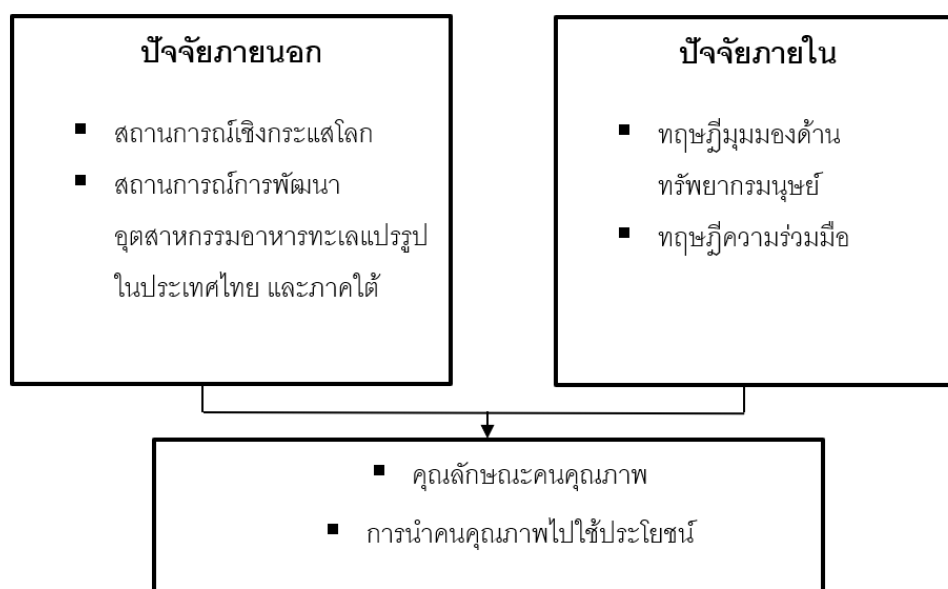 ปัจจัยภายนอก
▪ สถานการณ์เชิงกระแสโลก
▪ สถานการณ์การพัฒนา
อุตสาหกรรมอาหารทะเลแปรรูป
ในประเทศไทย และภาคใต้
ปัจจัยภายใน
▪ ทฤษฎีมุมมองด้าน
ทรัพยากรมนุษย์
▪ ทฤษฎีความร่วมมือ
▪ คุณลักษณะคนคุณภาพ
▪ การนำคนคุณภาพไปใช้ประโยชน์